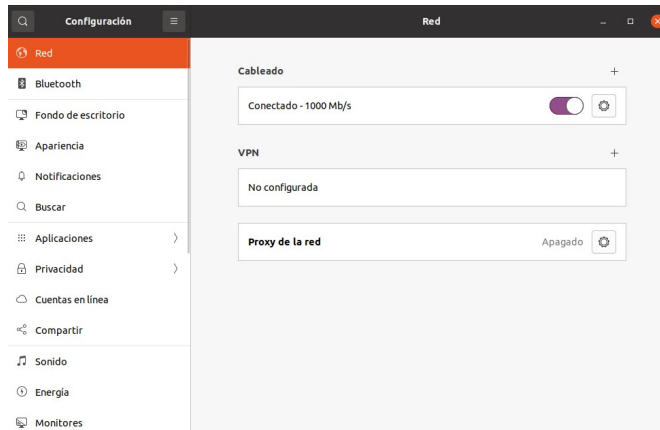 Configuración
Red
Red
Bluetooth
Fondo de escritorio
Apariencia
Notificaciones
Buscar
Aplicaciones
Privacidad
Cuentas en línea
Compartir
Sonido
Energía
Monitores
Cableado
Conectado - 1000 Mb/s
VPN
No configurada
Proxy de la red Apagado